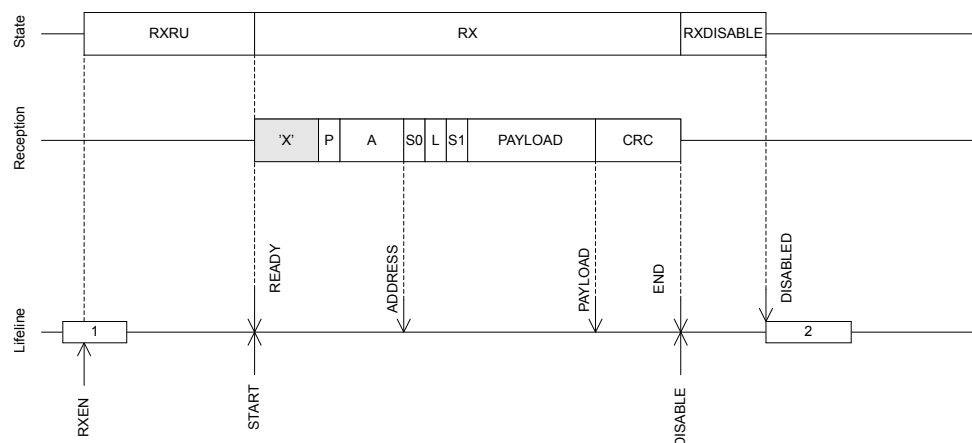 State
RXRU
RX
RXDISABLE
Reception
'X'
P
A
S0
L
S1
PAYLOAD
CRC
READY
ADDRESS
PAYLOAD
END
DISABLED
Lifeline
1
2
RXEN
START
DISABLE